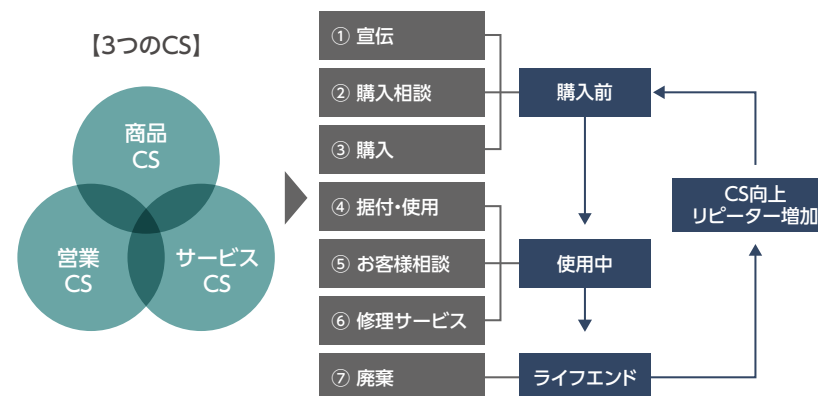 【3つのCS】
商品
CS
営業
CS
サービス
CS
① 宣伝
② 購入相談
③ 購入
④ 据付・使用
⑤ お客様相談
⑥ 修理サービス
⑦ 廃棄
購入前
使用中
ライフエンド
CS向上
リピーター増加